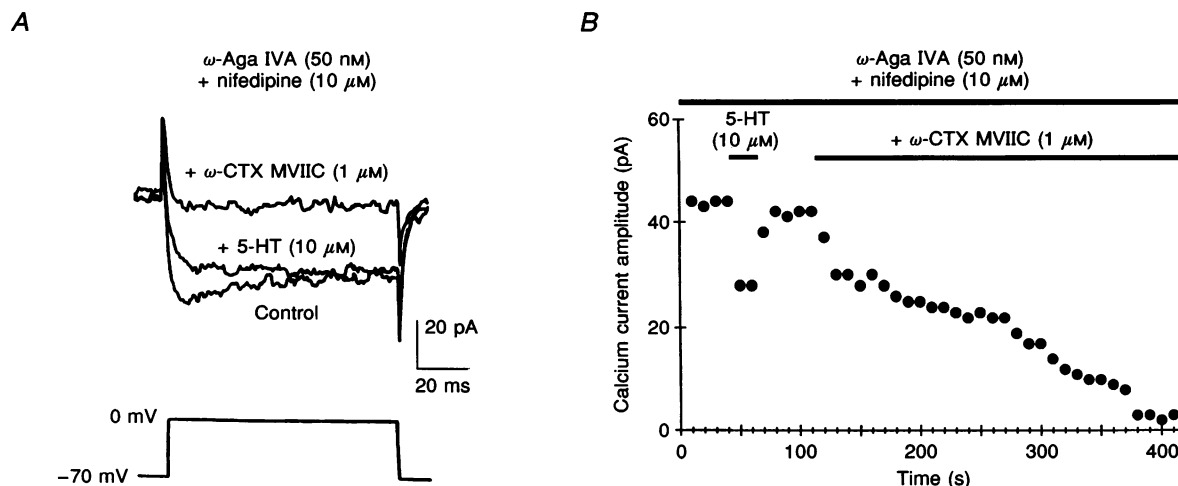 A
ω-Aga IVA (50 nM)
+ nifedipine (10 μM)
+ ω-CTX MVIIC (1 μM)
+ 5-HT (10 μM)
Control
20 pA
20 ms
0 mV
−70 mV
B
ω-Aga IVA (50 nM)
+ nifedipine (10 μM)
5-HT
(10 μM)
+ ω-CTX MVIIC (1 μM)
Calcium current amplitude (pA)
60
40
20
0
0
100
200
300
400
Time (s)